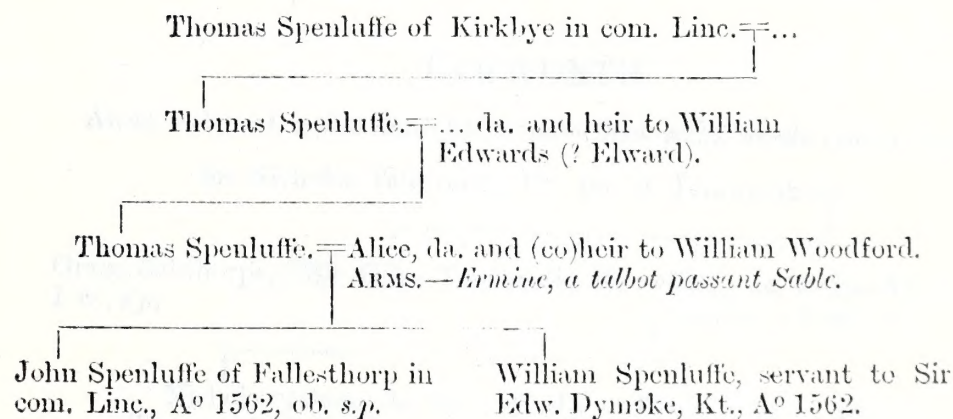 Thomas Spenluffe of Kirkbye in com. Linc.=...
Thomas Spenluffe.=... da. and heir to William
Edwards (? Elward).
Thomas Spenluffe.=Alice, da. and (co)heir to William Woodford.
ARMS.—Ermine, a talbot passant Sable.
John Spenluffe of Fallesthorp in
com. Linc., Aº 1562, ob. s.p.
William Spenluffe, servant to Sir
Edw. Dymoke, Kt., Aº 1562.